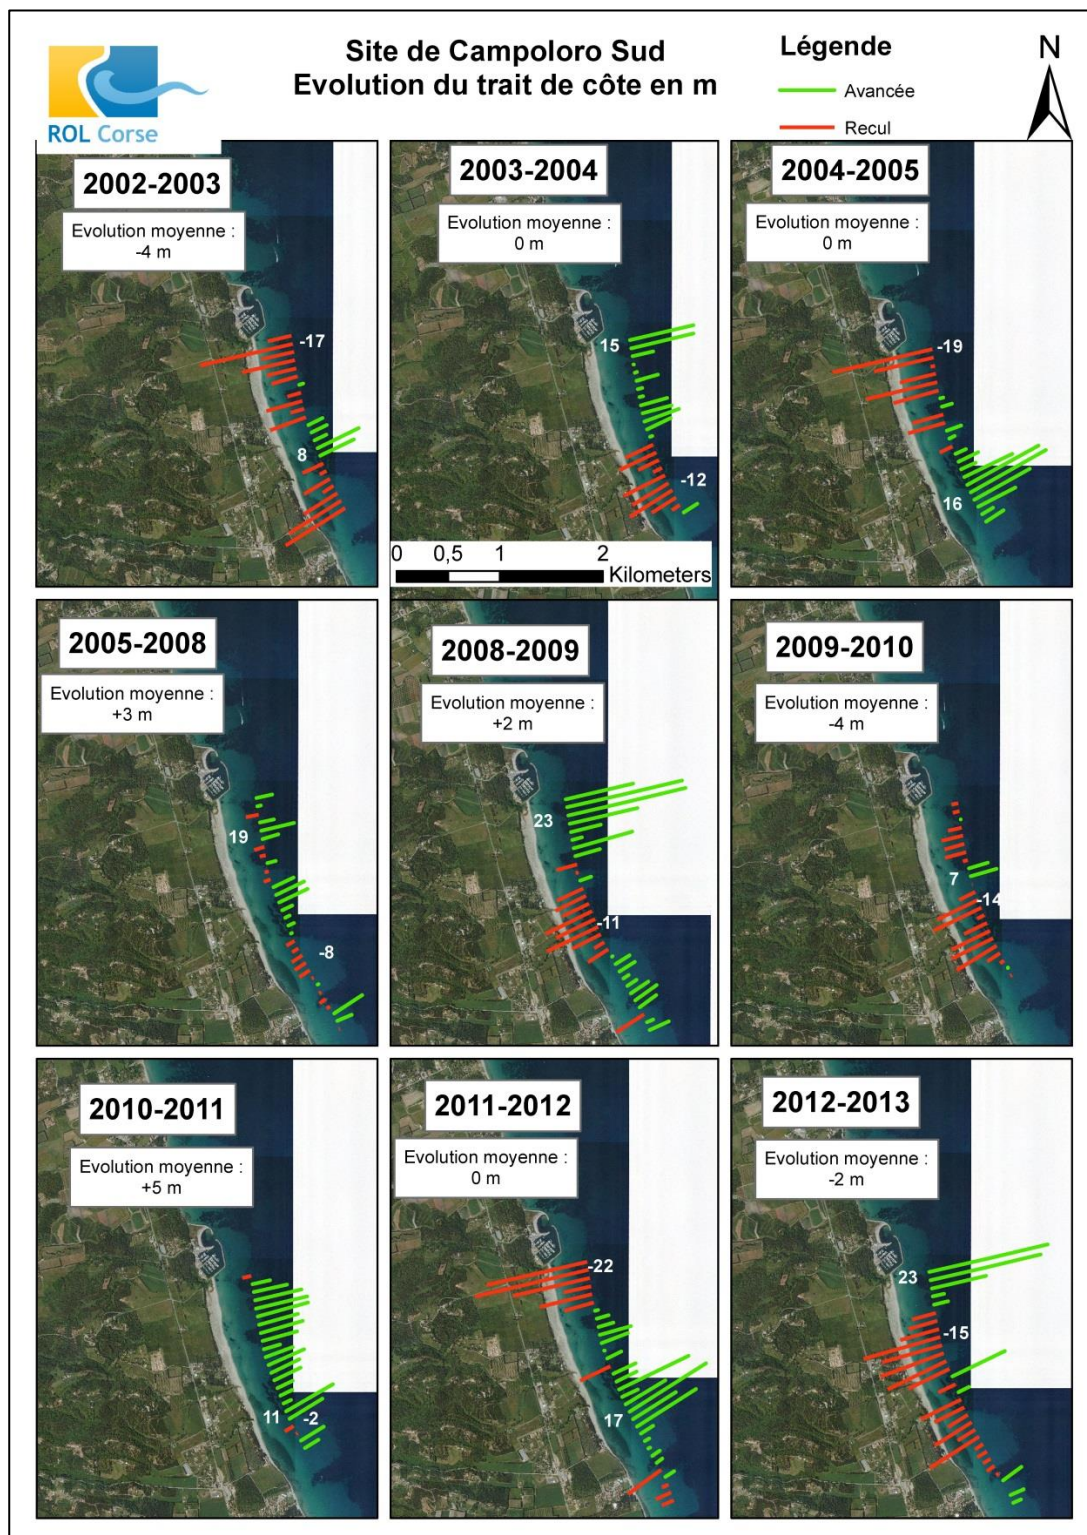 Site de Campoloro Sud
Evolution du trait de côte en m
Légende
Avancée
Recul
N
ROL Corse
2002-2003
Evolution moyenne :
-4 m
-17
8
2003-2004
Evolution moyenne :
0 m
15
-12
0 0,5 1 2
Kilometers
2004-2005
Evolution moyenne :
0 m
-19
16
2005-2008
Evolution moyenne :
+3 m
19
-8
2008-2009
Evolution moyenne :
+2 m
23
-11
2009-2010
Evolution moyenne :
-4 m
7
-14
2010-2011
Evolution moyenne :
+5 m
11 -2
2011-2012
Evolution moyenne :
0 m
-22
17
2012-2013
Evolution moyenne :
-2 m
23
-15